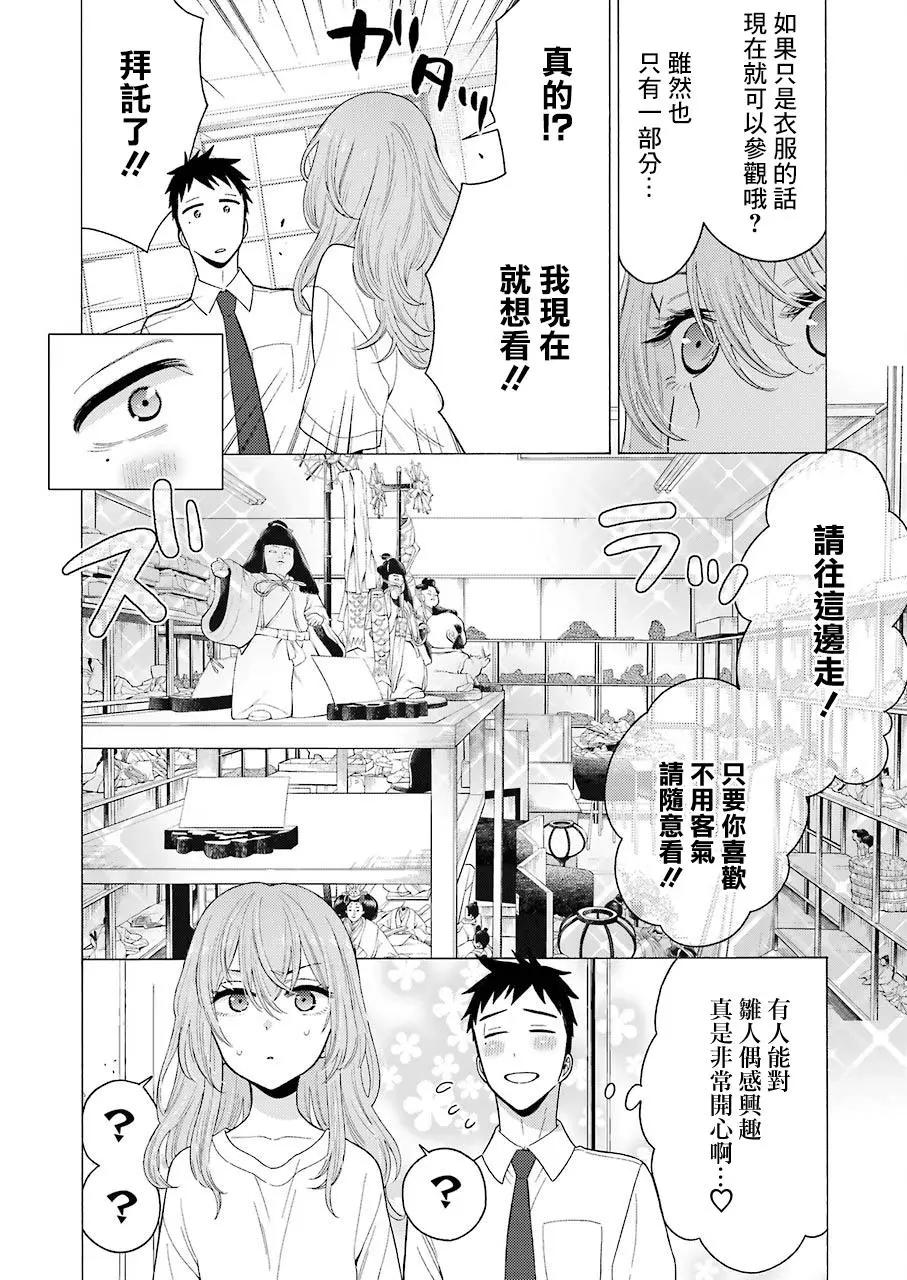 如果只是衣服的話
現在就可以參觀哦？
雖然也
只有一部分…
真的!?
ガタ
拜託了!!
我現在
就想看!!
請往這邊走！
ズラ
只要你喜歡
不用客氣
請隨意看!!
ズ
有人能對
雛人偶感興趣
真是非常開心啊…♡
？
？
？